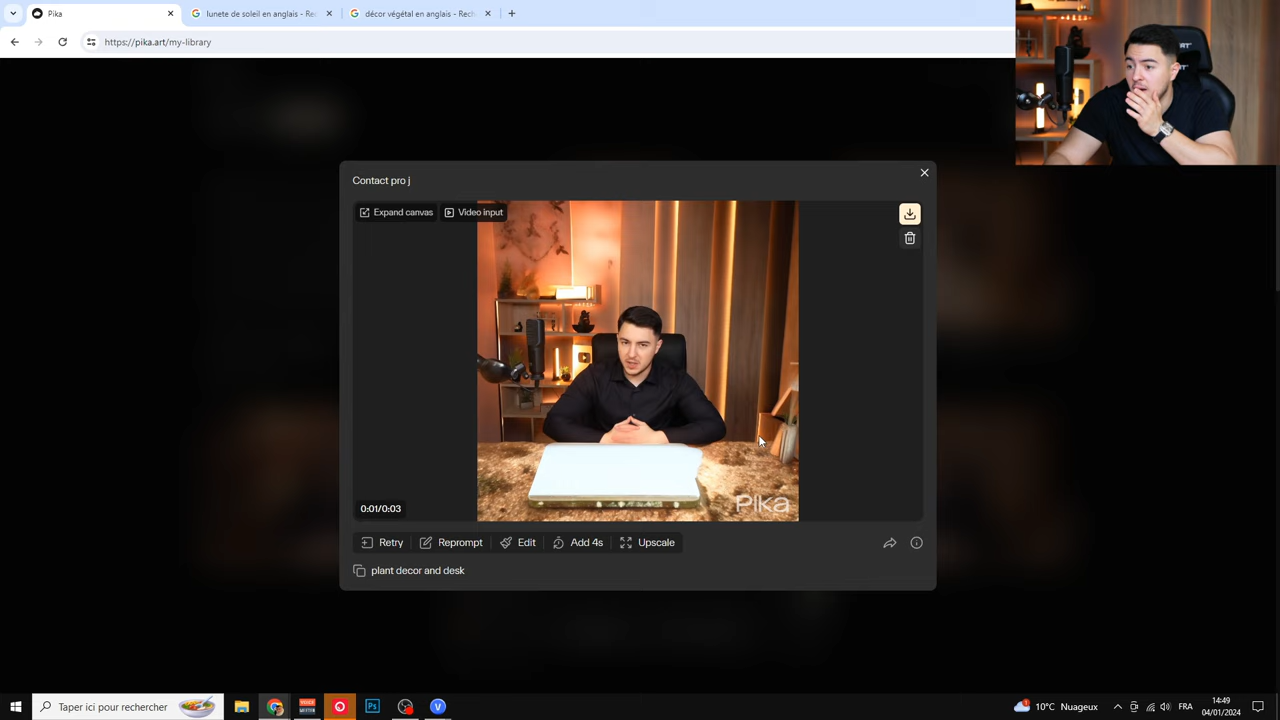 Pika
lunete de soleil en anglais - Rec
décor végétal en anglais - Rech
https://pika.art/my-library
Contact pro j
Expand canvas
Video input
Pika
0:01/0:03
Retry
Reprompt
Edit
Add 4s
Upscale
plant decor and desk
Taper ici pour rechercher
Ps
V
10°C Nuageux
FRA
14:49
04/01/2024